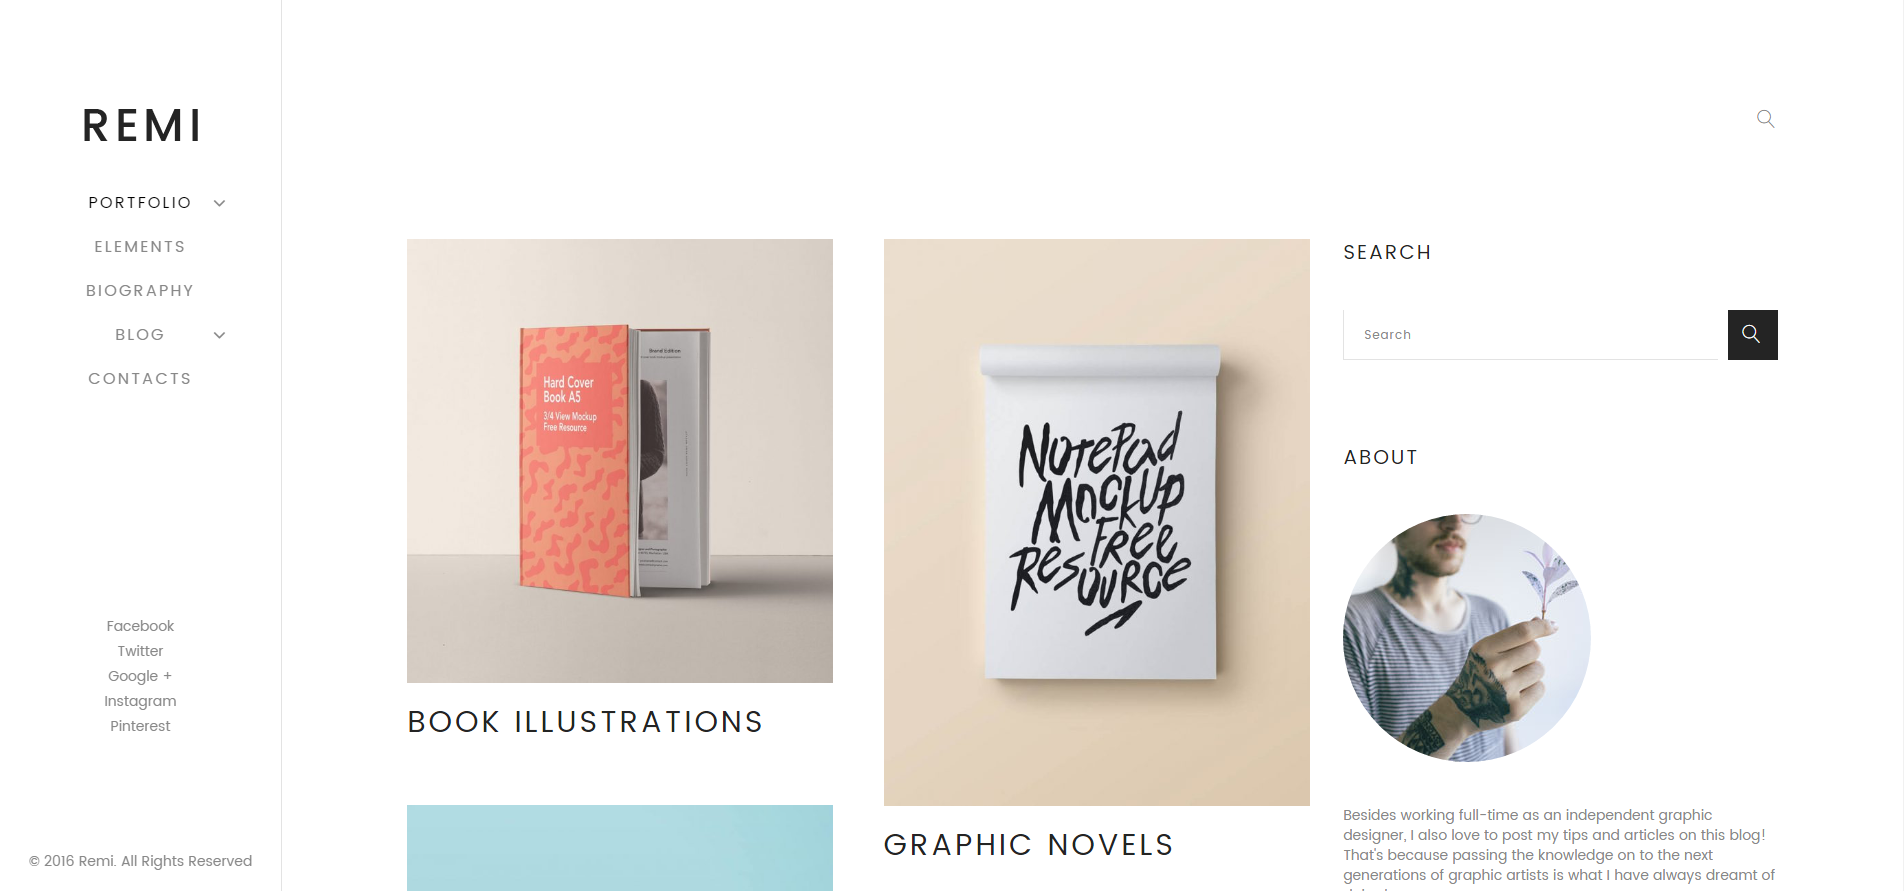 REMI
PORTFOLIO
ELEMENTS
BIOGRAPHY
BLOG
CONTACTS
Facebook
Twitter
Google +
Instagram
Pinterest
© 2016 Remi. All Rights Reserved
Brand Edition
Hard Cover
Book A5
3/4 View Mockup
Free Resource
BOOK ILLUSTRATIONS
NotePad
Mockup
Free
Resource
GRAPHIC NOVELS
SEARCH
Search
ABOUT
Besides working full-time as an independent graphic
designer, I also love to post my tips and articles on this blog!
That's because passing the knowledge on to the next
generations of graphic artists is what I have always dreamt of